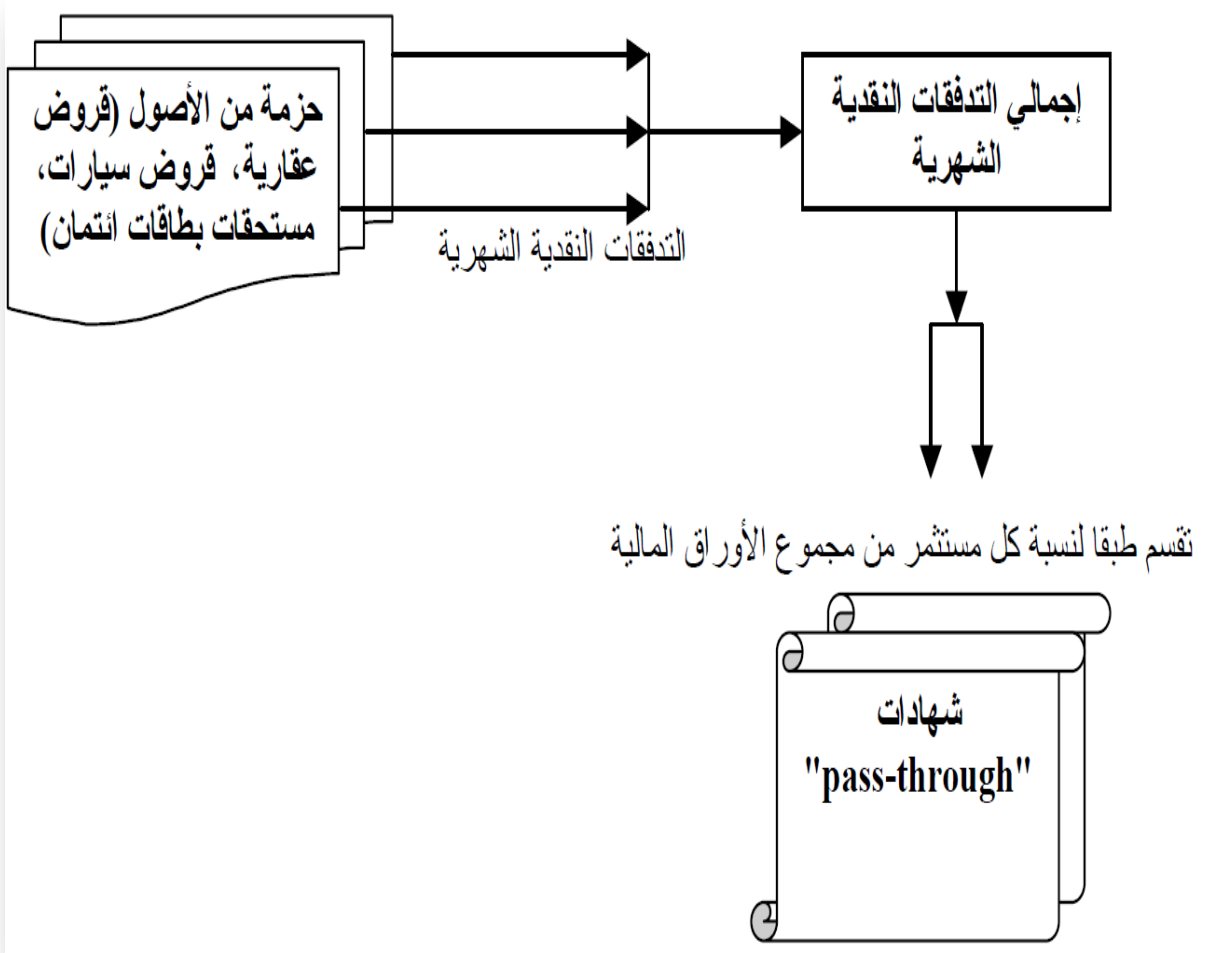 حزمة من الأصول (قروض
عقارية، قروض سيارات،
مستحقات بطاقات ائتمان)
التدفقات النقدية الشهرية
إجمالي التدفقات النقدية
الشهرية
تقسم طبقا لنسبة كل مستثمر من مجموع الأوراق المالية
شهادات
"pass-through"